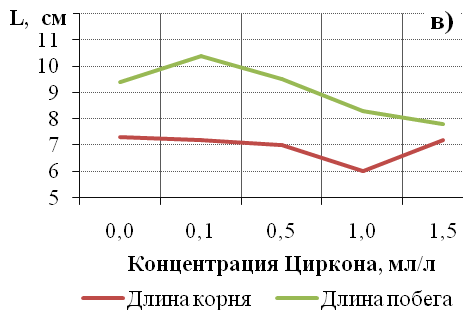 L, см
в)
11
10
9
8
7
6
5
0,0 0,1 0,5 1,0 1,5
Концентрация Циркона, мл/л
Длина корня Длина побега